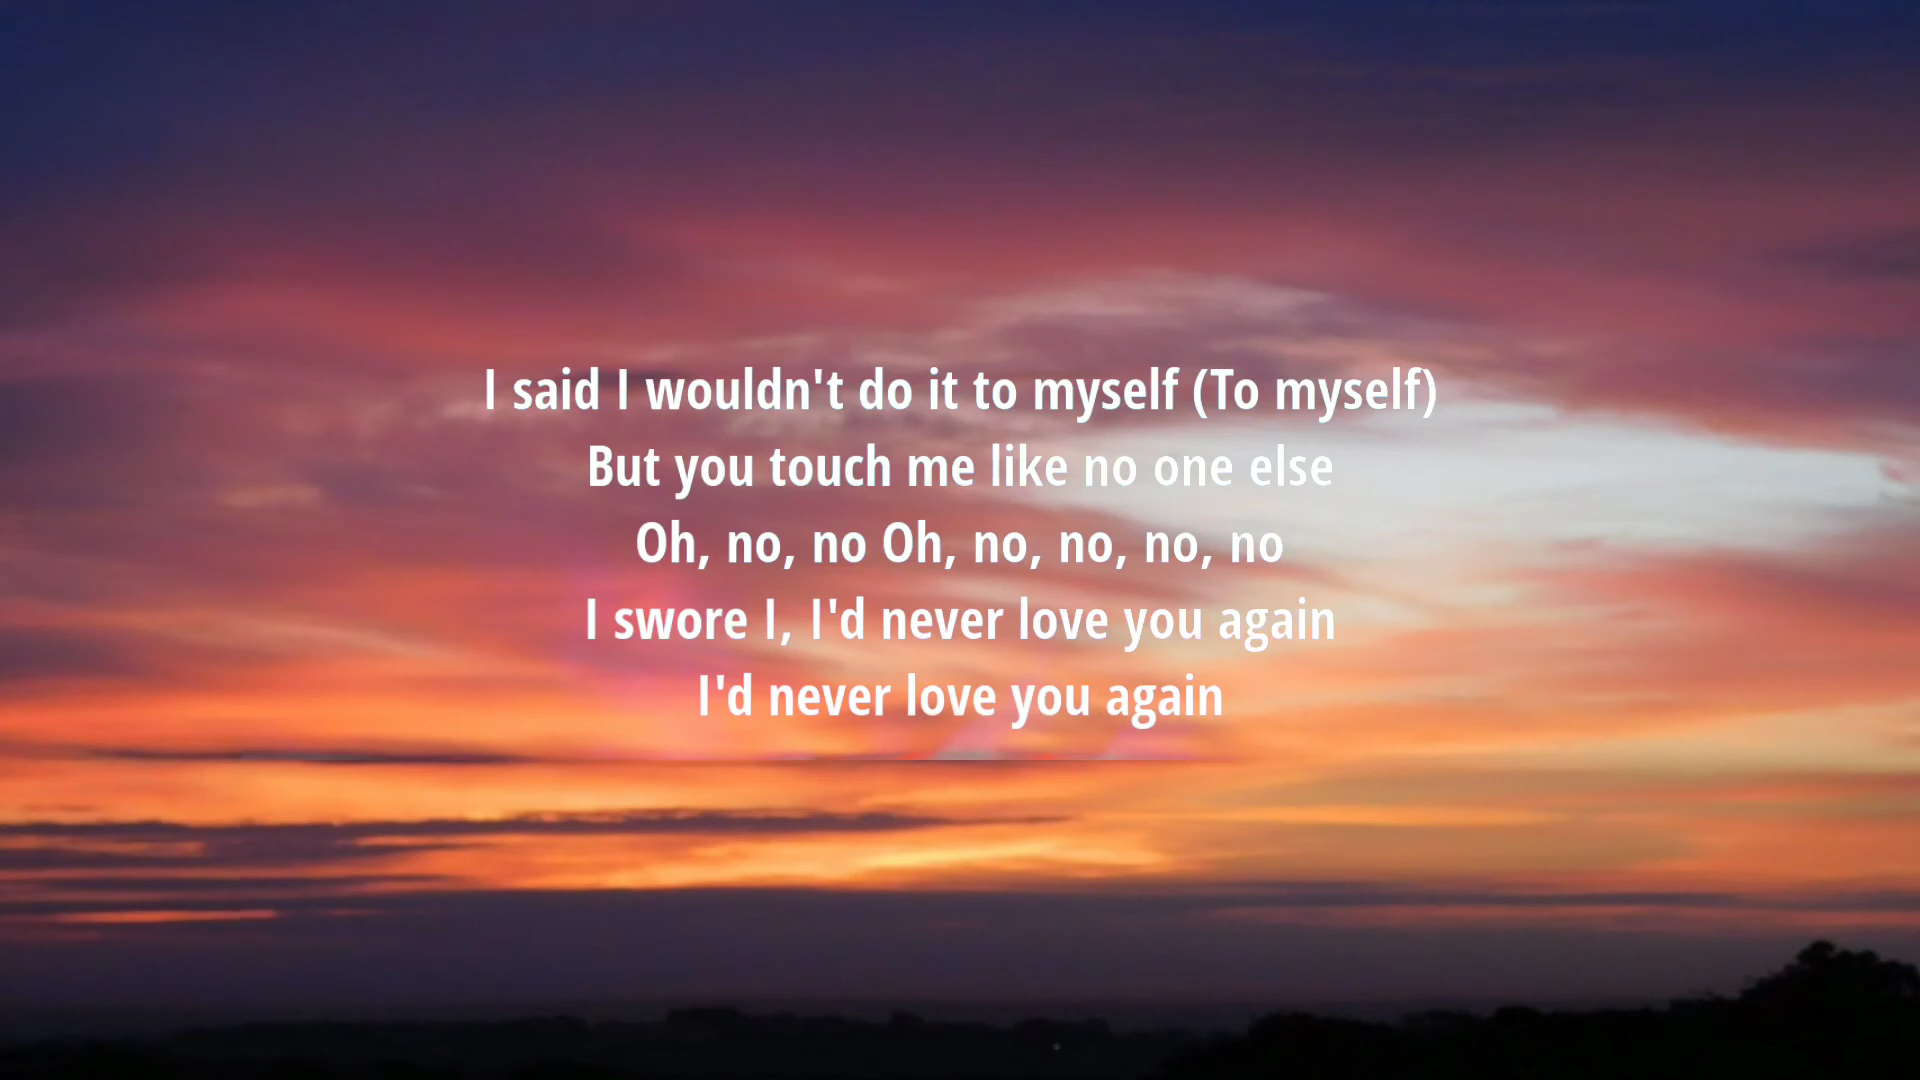 I said I wouldn't do it to myself (To myself)
But you touch me like no one else
Oh, no, no Oh, no, no, no, no
I swore I, I'd never love you again
I'd never love you again